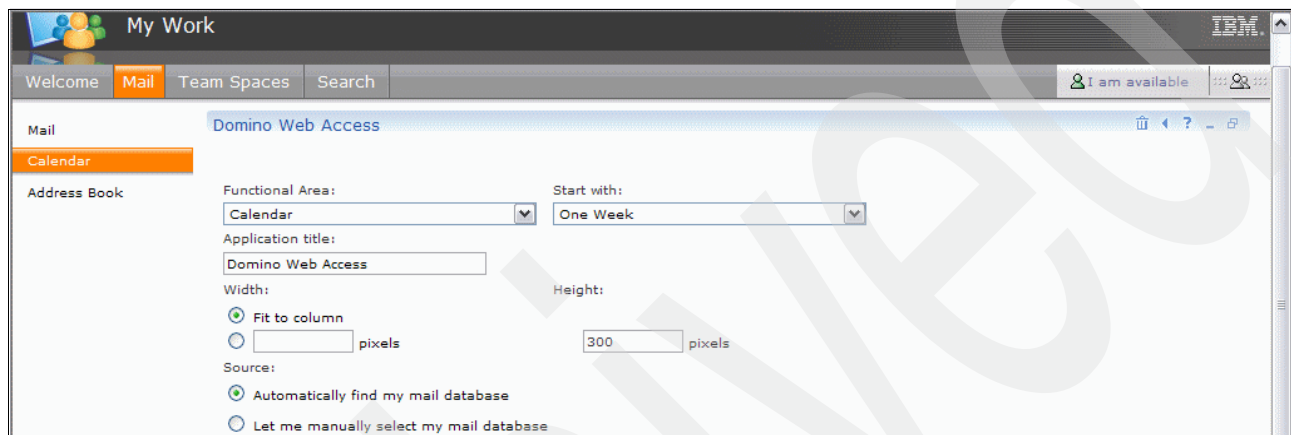 My Work
IBM.
Welcome Mail Team Spaces Search I am available
Mail
Domino Web Access
Calendar
Address Book
Functional Area: Start with:
Calendar One Week
Application title:
Domino Web Access
Width: Height:
Fit to column
pixels 300 pixels
Source:
Automatically find my mail database
Let me manually select my mail database